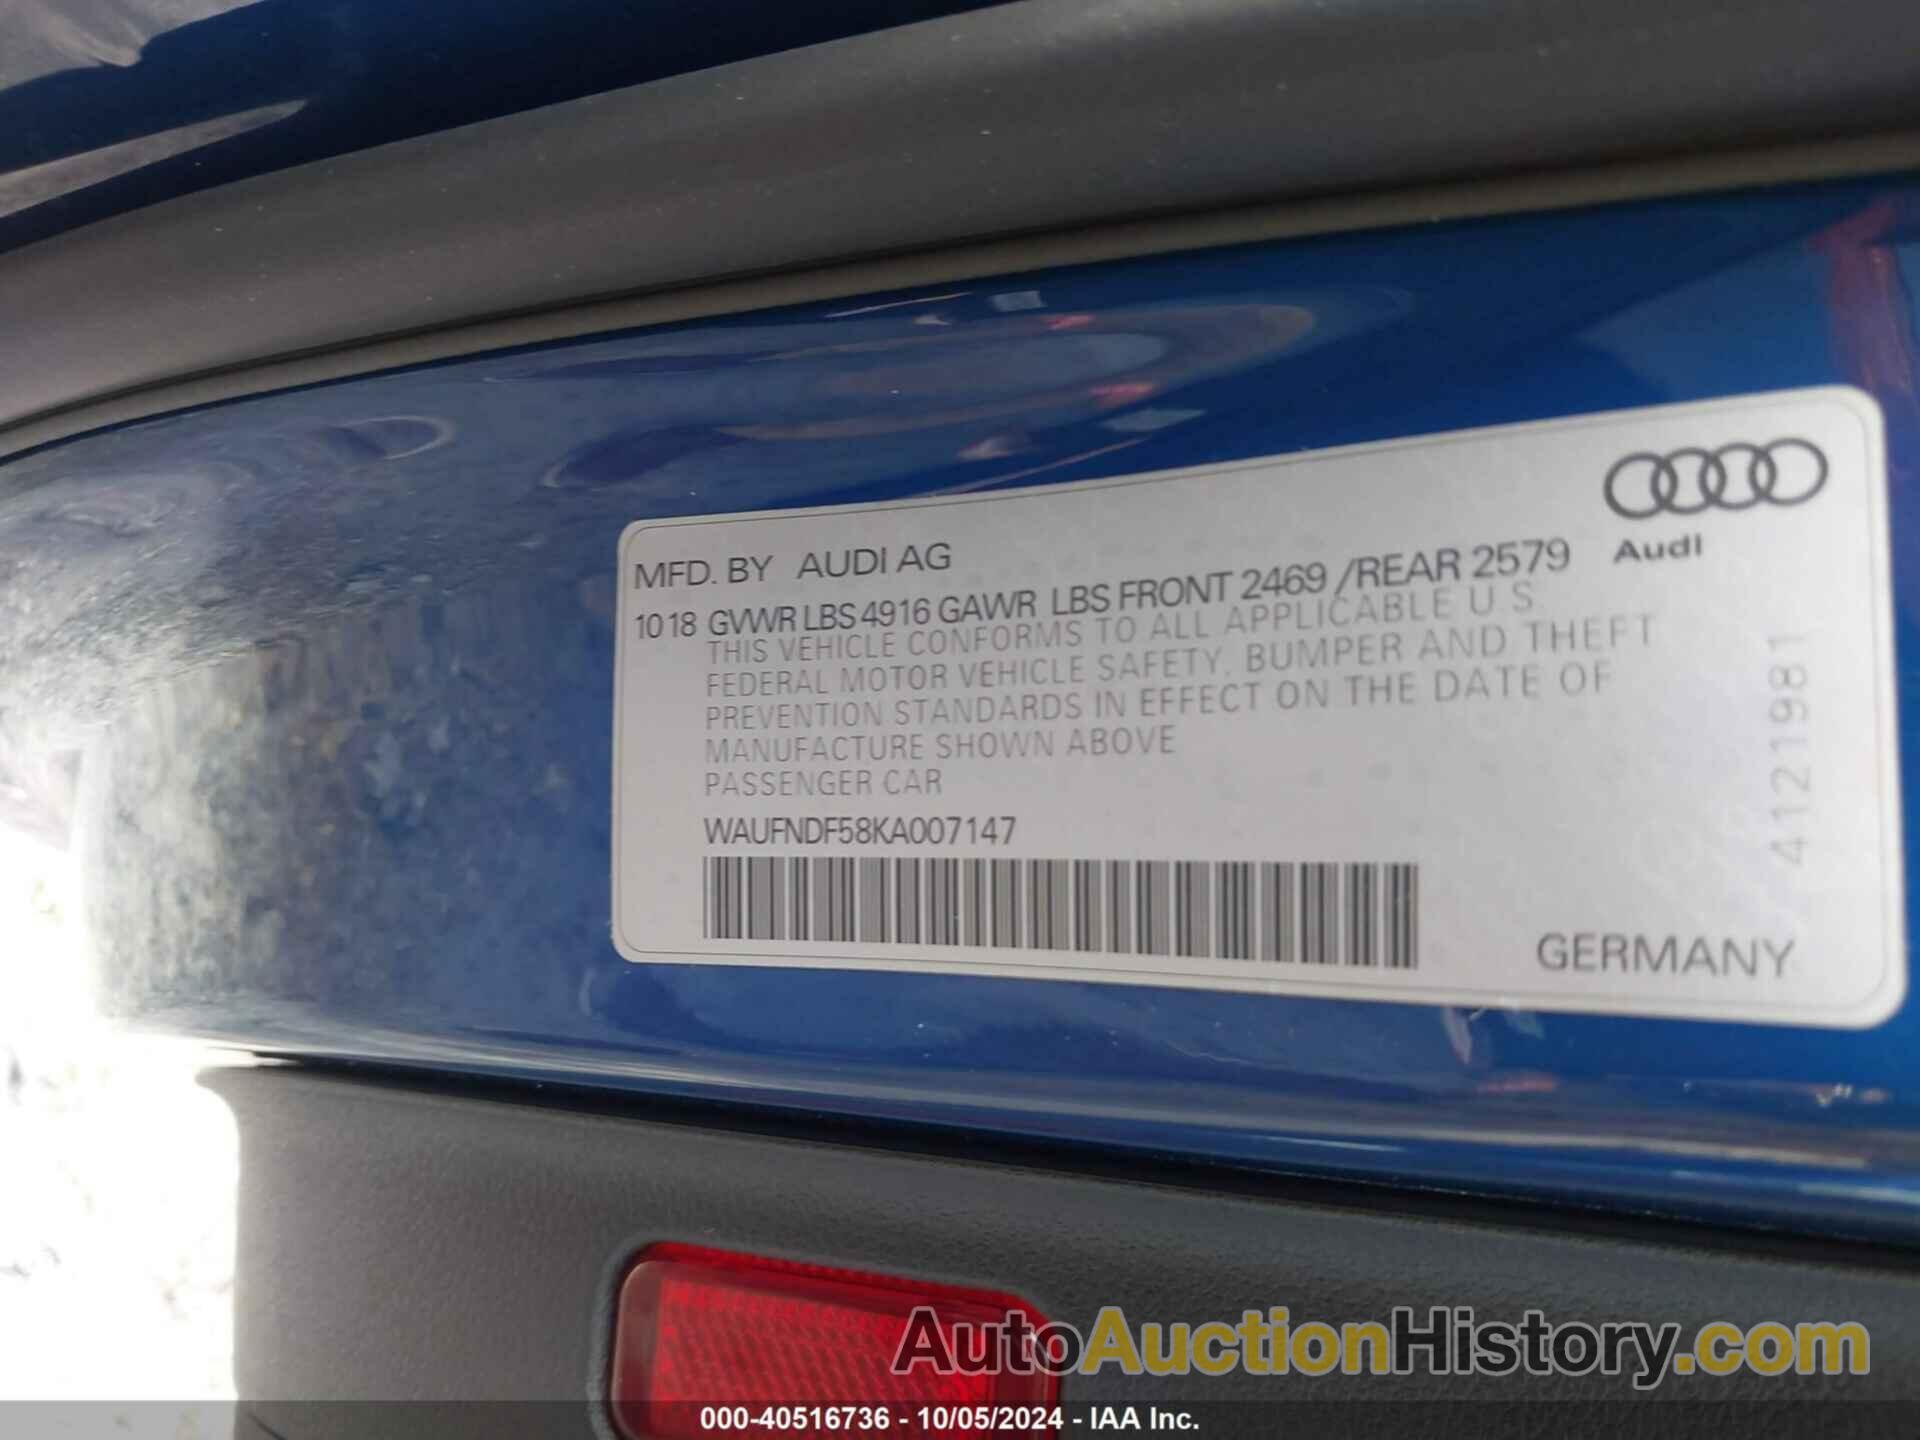 MFD. BY AUDI AG
10 18 GVWR LBS 4916 GAWR LBS FRONT 2469 /REAR 2579
THIS VEHICLE CONFORMS TO ALL APPLICABLE U S
FEDERAL MOTOR VEHICLE SAFETY, BUMPER AND THEFT
PREVENTION STANDARDS IN EFFECT ON THE DATE OF
MANUFACTURE SHOWN ABOVE
PASSENGER CAR
WAUFNDF58KA007147
Audi
4121981
GERMANY
AutoAuctionHistory.com
000-40516736 - 10/05/2024 - IAA Inc.